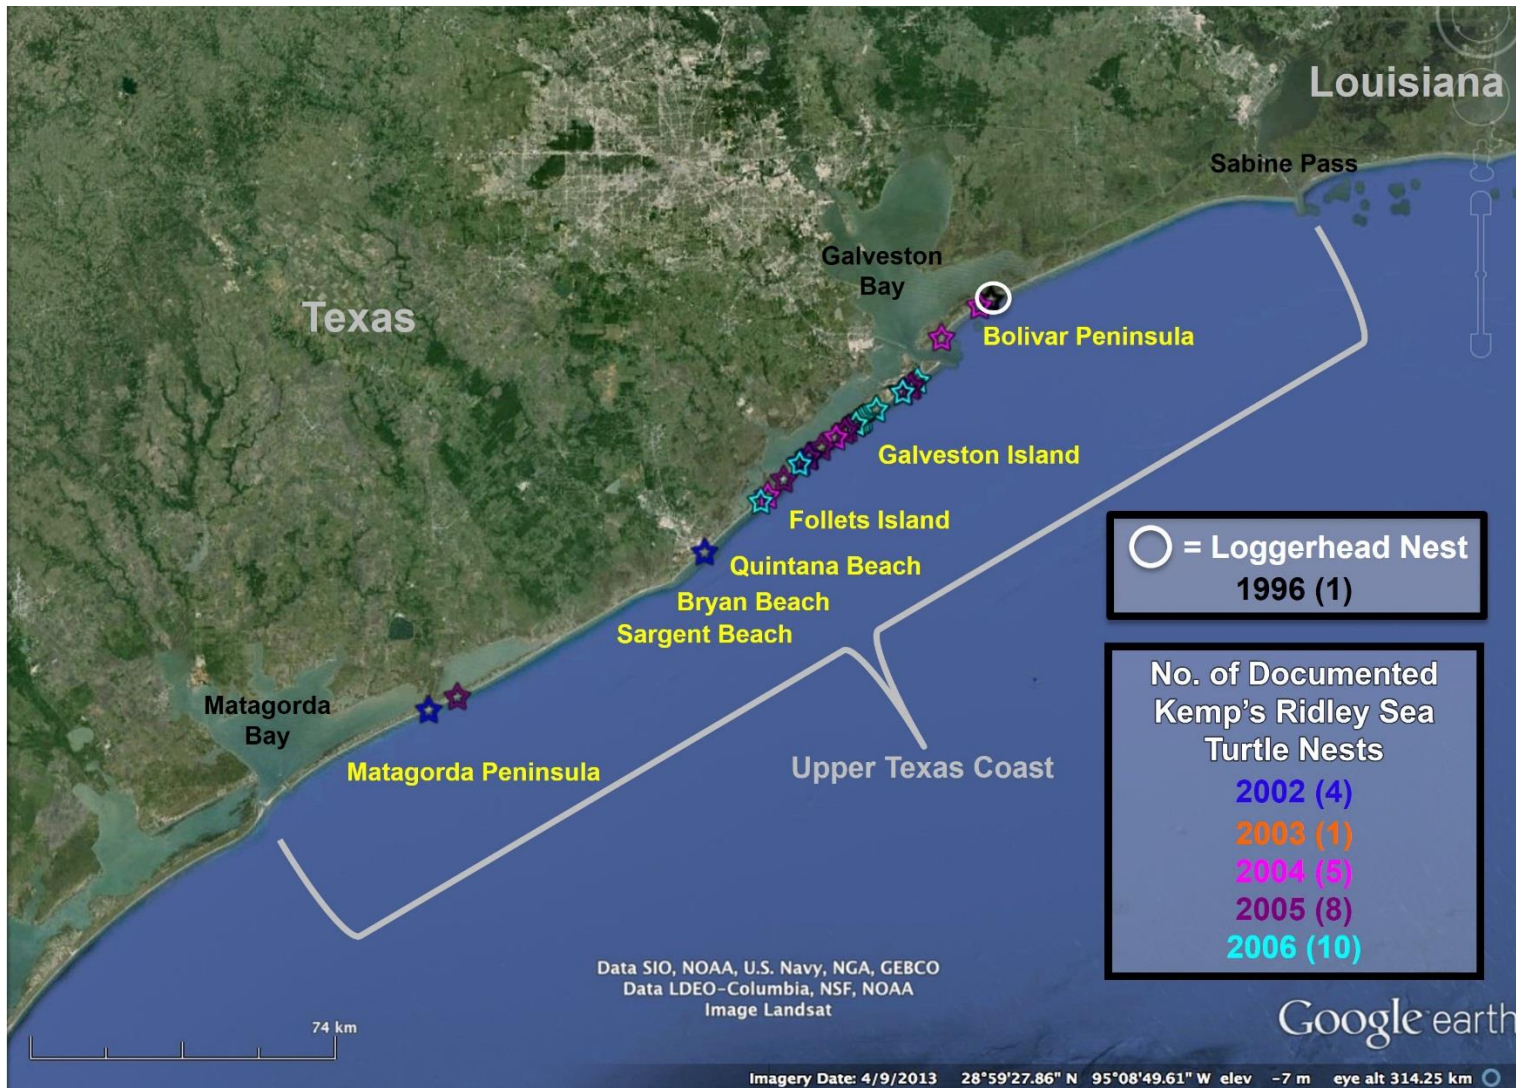 Louisiana
Sabine Pass
Galveston
Bay
Texas
Bolivar Peninsula
Galveston Island
Follets Island
Quintana Beach
Bryan Beach
Sargent Beach
Matagorda
Bay
Matagorda Peninsula
Upper Texas Coast
= Loggerhead Nest
1996 (1)
No. of Documented
Kemp's Ridley Sea
Turtle Nests
2002 (4)
2003 (1)
2004 (5)
2005 (8)
2006 (10)
Data SIO, NOAA, U.S. Navy, NGA, GEBCO
Data LDEO-Columbia, NSF, NOAA
Image Landsat
74 km
Google earth
Imagery Date: 4/9/2013 28°59'27.86" N 95°08'49.61" W elev -7 m eye alt 314.25 km